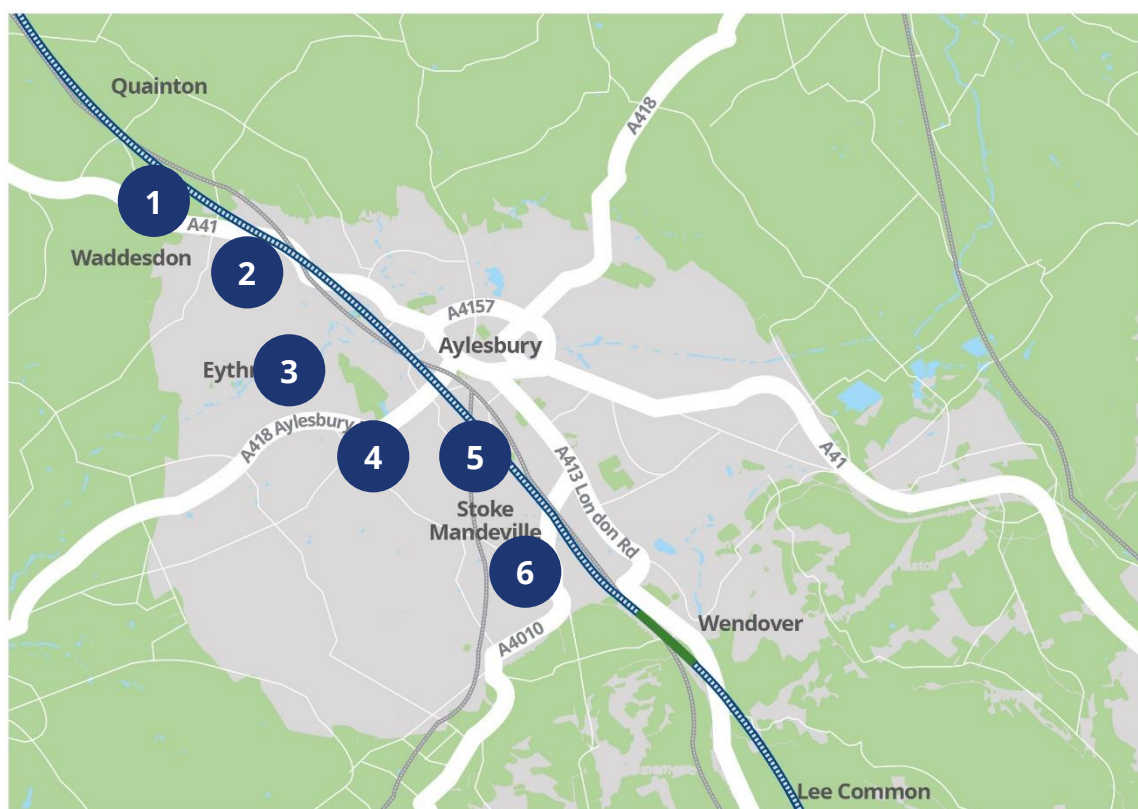 Quainton
A418
1
A41
Waddesdon
2
A4157
Aylesbury
3
A418 Aylesbury
4
5
A41
A413 London Rd
Stoke
Mandeville
6
Wendover
A4010
Lee Common